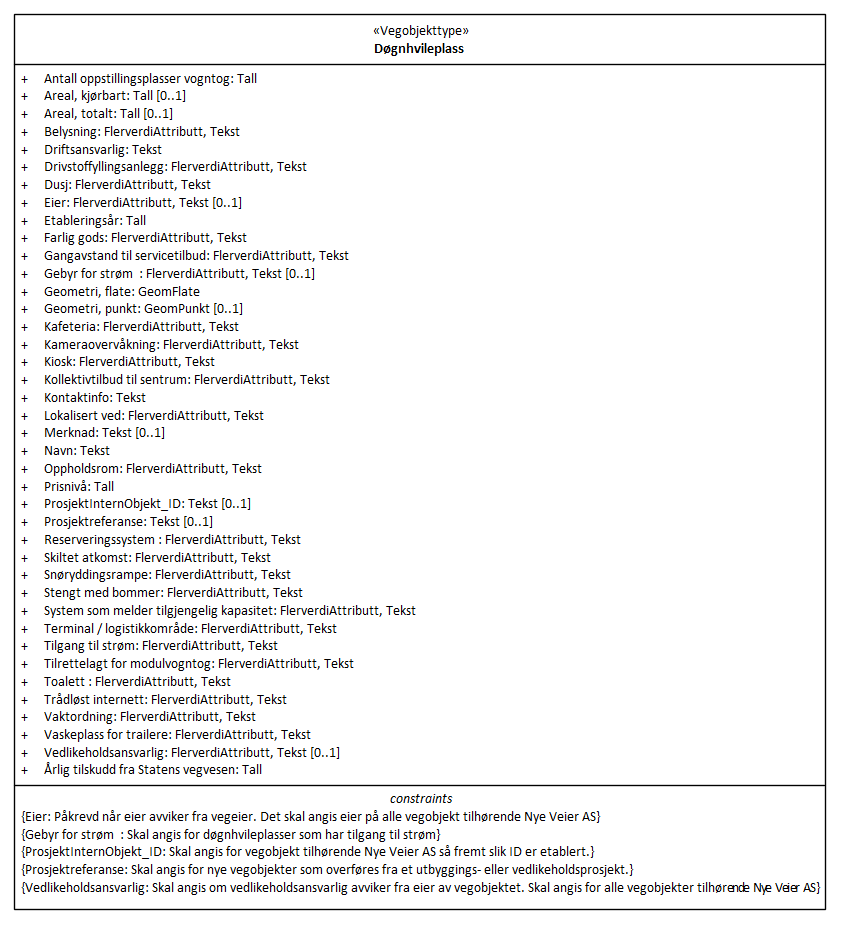 «Vegobjekttype»
Døgnhvileplass
+ Antall oppstillingsplasser vogntog: Tall
+ Areal, kjørbart: Tall [0..1]
+ Areal, totalt: Tall [0..1]
+ Belysning: FlerverdiAttributt, Tekst
+ Driftsansvarlig: Tekst
+ Drivstoffyllingsanlegg: FlerverdiAttributt, Tekst
+ Dusj: FlerverdiAttributt, Tekst
+ Eier: FlerverdiAttributt, Tekst [0..1]
+ Etableringsår: Tall
+ Farlig gods: FlerverdiAttributt, Tekst
+ Gangavstand til servicetilbud: FlerverdiAttributt, Tekst
+ Gebyr for strøm : FlerverdiAttributt, Tekst [0..1]
+ Geometri, flate: GeomFlate
+ Geometri, punkt: GeomPunkt [0..1]
+ Kafeteria: FlerverdiAttributt, Tekst
+ Kameraovervåkning: FlerverdiAttributt, Tekst
+ Kiosk: FlerverdiAttributt, Tekst
+ Kollektivtilbud til sentrum: FlerverdiAttributt, Tekst
+ Kontaktinfo: Tekst
+ Lokalisert ved: FlerverdiAttributt, Tekst
+ Merknad: Tekst [0..1]
+ Navn: Tekst
+ Oppholdsrom: FlerverdiAttributt, Tekst
+ Prisnivå: Tall
+ ProsjektInternObjekt_ID: Tekst [0..1]
+ Prosjektreferanse: Tekst [0..1]
+ Reserveringssystem : FlerverdiAttributt, Tekst
+ Skiltet atkomst: FlerverdiAttributt, Tekst
+ Snøryddingsrampe: FlerverdiAttributt, Tekst
+ Stengt med bommer: FlerverdiAttributt, Tekst
+ System som melder tilgjengelig kapasitet: FlerverdiAttributt, Tekst
+ Terminal / logistikkområde: FlerverdiAttributt, Tekst
+ Tilgang til strøm: FlerverdiAttributt, Tekst
+ Tilrettelagt for modulvogntog: FlerverdiAttributt, Tekst
+ Toalett : FlerverdiAttributt, Tekst
+ Trådløst internett: FlerverdiAttributt, Tekst
+ Vaktordning: FlerverdiAttributt, Tekst
+ Vaskeplass for trailere: FlerverdiAttributt, Tekst
+ Vedlikeholdsansvarlig: FlerverdiAttributt, Tekst [0..1]
+ Årlig tilskudd fra Statens vegvesen: Tall
constraints
{Eier: Påkrevd når eier avviker fra vegeier. Det skal angis eier på alle vegobjekt tilhørende Nye Veier AS}
{Gebyr for strøm : Skal angis for døgnhvileplasser som har tilgang til strøm}
{ProsjektInternObjekt_ID: Skal angis for vegobjekt tilhørende Nye Veier AS så fremt slik ID er etablert.}
{Prosjektreferanse: Skal angis for nye vegobjekter som overføres fra et utbyggings- eller vedlikeholdsprosjekt.}
{Vedlikeholdsansvarlig: Skal angis om vedlikeholdsansvarlig avviker fra eier av vegobjektet. Skal angis for alle vegobjekter tilhørende Nye Veier AS}